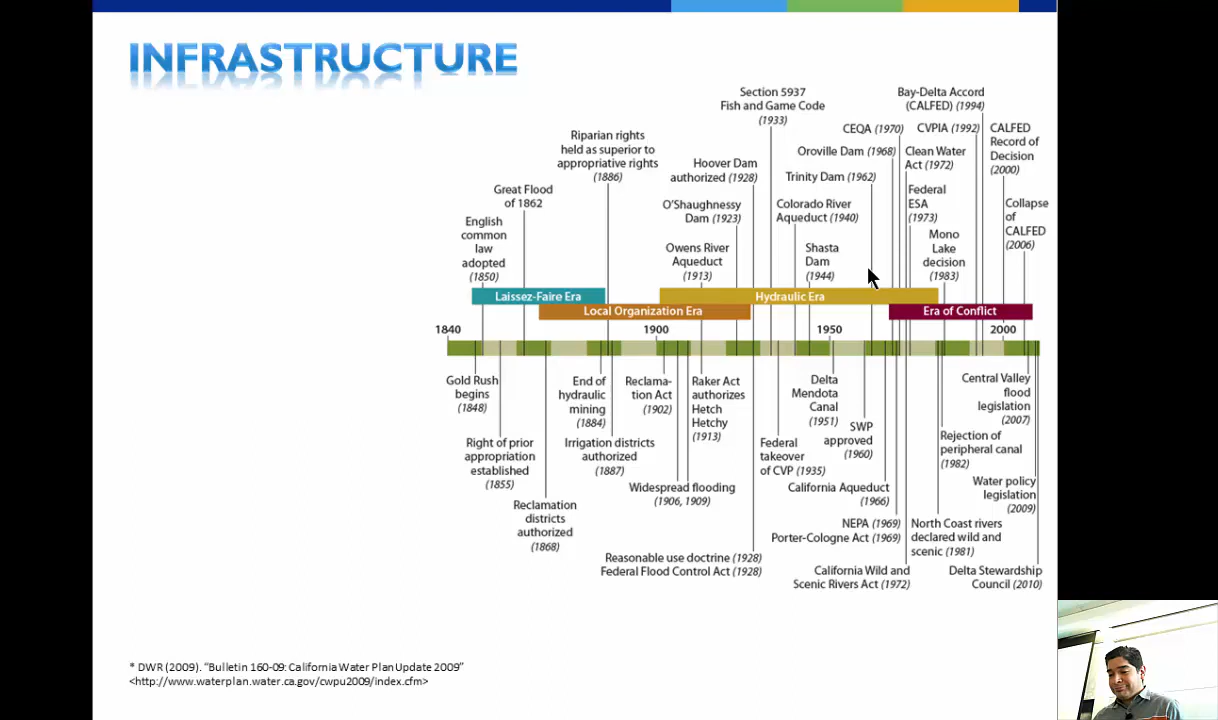 INFRASTRUCTURE
Section 5937
Fish and Game Code
(1933)
Bay-Delta Accord
(CALFED) (1994)
Riparian rights
held as superior to
appropriative rights
(1886)
CEQA (1970)
CVPIA (1992)
CALFED
Record of
Decision
(2000)
Hoover Dam
authorized (1928)
Oroville Dam (1968)
Clean Water
Act (1972)
Trinity Dam (1962)
Great Flood
of 1862
O'Shaughnessy
Dam (1923)
Colorado River
Aqueduct (1940)
Federal
ESA
(1973)
Collapse
of
CALFED
(2006)
English
common
law
adopted
(1850)
Owens River
Aqueduct
(1913)
Shasta
Dam
(1944)
Mono
Lake
decision
(1983)
Laissez-Faire Era
Hydraulic Era
Local Organization Era
Era of Conflict
1840
1900
1950
2000
Gold Rush
begins
(1848)
End of
hydraulic
mining
(1884)
Reclama-
tion Act
(1902)
Raker Act
authorizes
Hetch
Hetchy
(1913)
Delta
Mendota
Canal
(1951)
Central Valley
flood
legislation
(2007)
SWP
approved
(1960)
Right of prior
appropriation
established
(1855)
Irrigation districts
authorized
(1887)
Federal
takeover
of CVP (1935)
Rejection of
peripheral canal
(1982)
Widespread flooding
(1906, 1909)
California Aqueduct
(1966)
Water policy
legislation
(2009)
Reclamation
districts
authorized
(1868)
NEPA (1969)
Porter-Cologne Act (1969)
North Coast rivers
declared wild and
scenic (1981)
Reasonable use doctrine (1928)
Federal Flood Control Act (1928)
California Wild and
Scenic Rivers Act (1972)
Delta Stewardship
Council (2010)
* DWR (2009). "Bulletin 160-09: California Water Plan Update 2009"
<http://www.waterplan.water.ca.gov/cwpu2009/index.cfm>